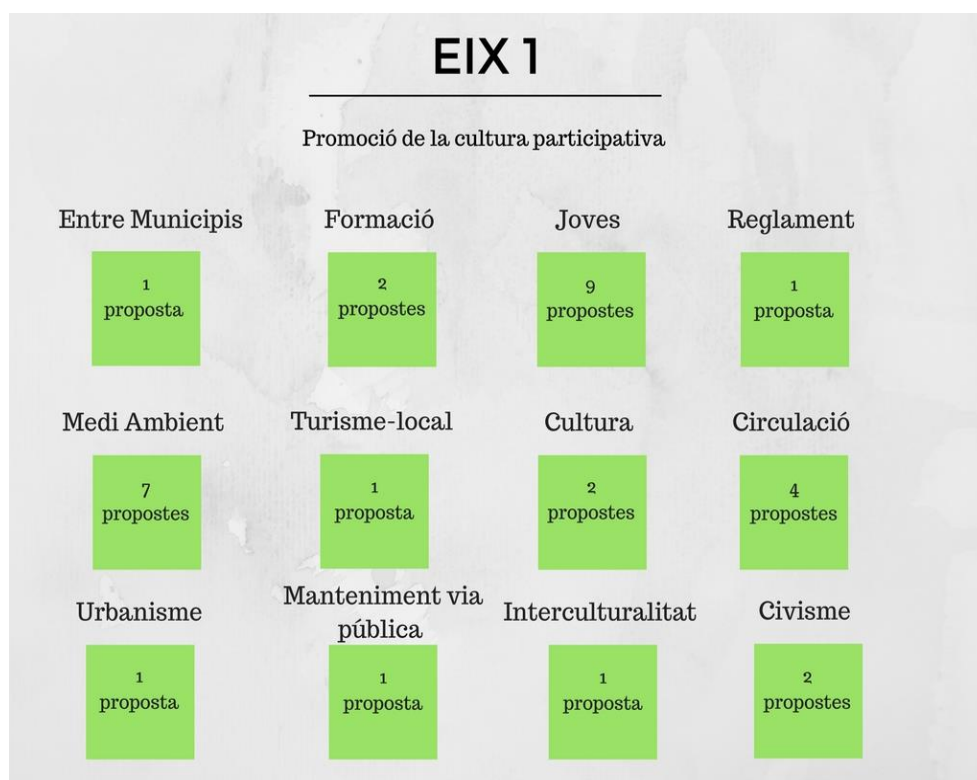 EIX 1
Promoció de la cultura participativa
Entre Municipis
1
proposta
Formació
2
propostes
Joves
9
propostes
Reglament
1
proposta
Medi Ambient
7
propostes
Turisme-local
1
proposta
Cultura
2
propostes
Circulació
4
propostes
Urbanisme
1
proposta
Manteniment via
pública
1
proposta
Interculturalitat
1
proposta
Civisme
2
propostes